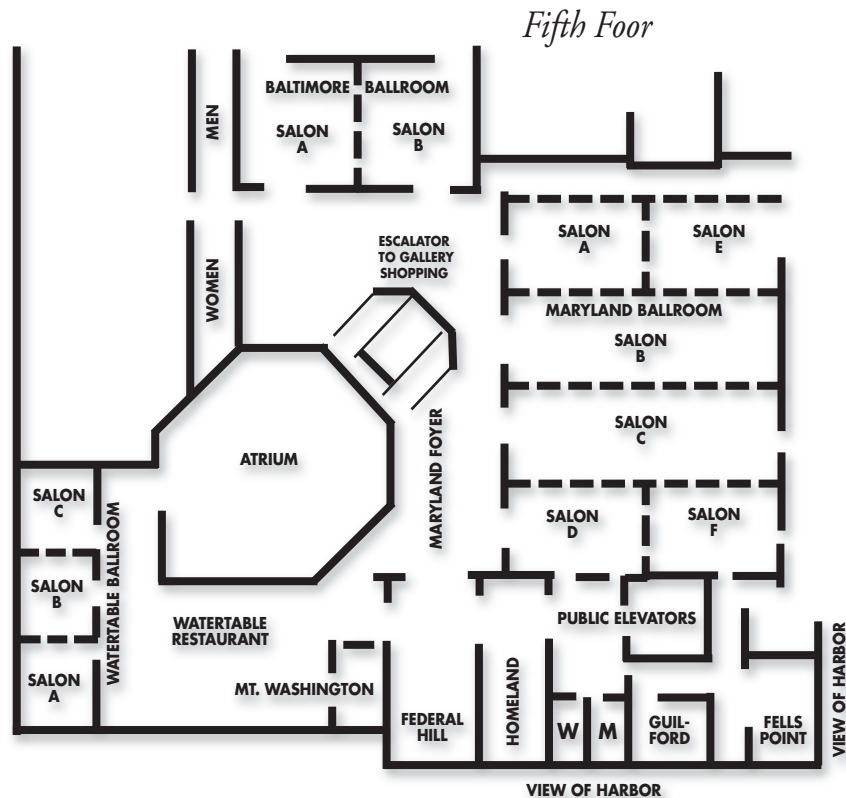 Fifth Foor
MEN
BALTIMORE BALLROOM
SALON
A
SALON
B
WOMEN
ESCALATOR
TO GALLERY
SHOPPING
SALON
A
SALON
E
MARYLAND BALLROOM
SALON
B
SALON
C
SALON
D
SALON
F
ATRIUM
MARYLAND FOYER
SALON
C
SALON
B
SALON
A
WATERTABLE BALLROOM
WATERTABLE
RESTAURANT
MT. WASHINGTON
PUBLIC ELEVATORS
FEDERAL
HILL
HOMELAND
W
M
GUIL-
FORD
FELLS
POINT
VIEW OF HARBOR
VIEW OF HARBOR